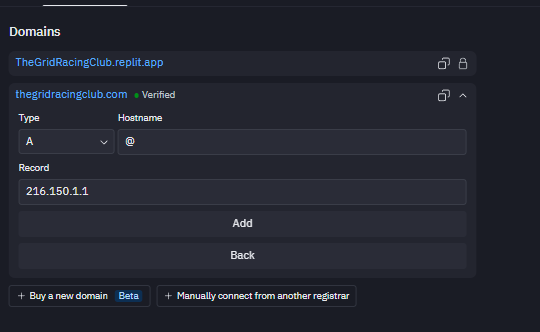 Domains
TheGridRacingClub.replit.app
thegridracingclub.com Verified
Type Hostname
A @
Record
216.150.1.1
Add
Back
+ Buy a new domain Beta + Manually connect from another registrar